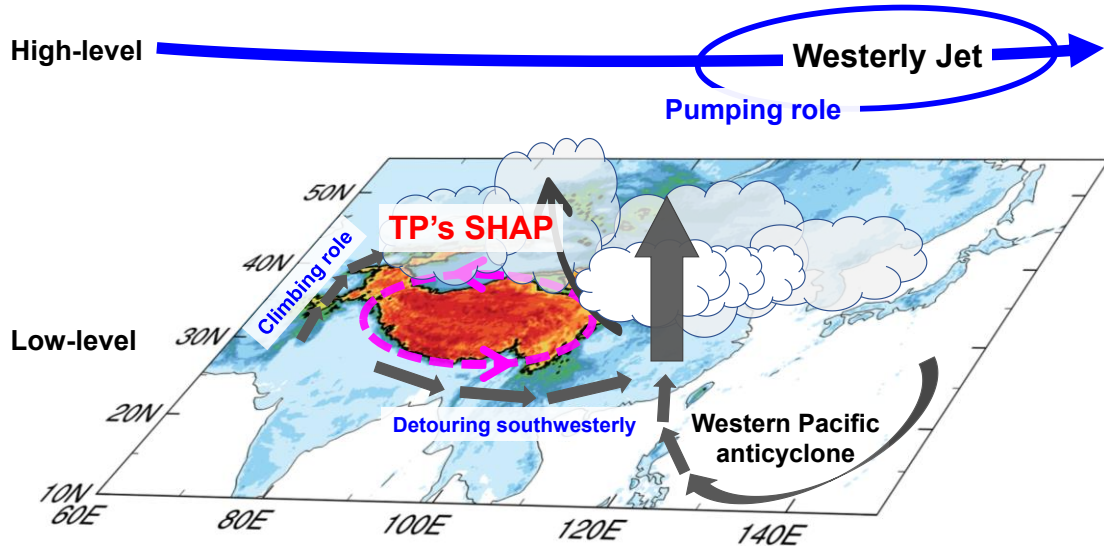 High-level
Westerly Jet
Pumping role
50N
TP's SHAP
40N
Climbing role
30N
Low-level
20N
Detouring southwesterly
Western Pacific
anticyclone
10N
60E
80E
100E
120E
140E